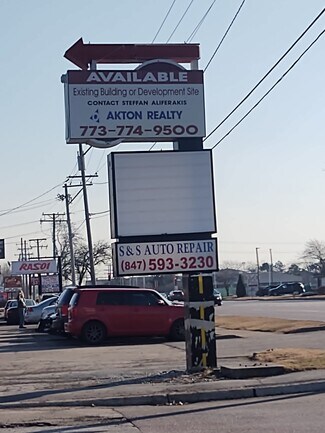 AVAILABLE
Existing Building or Development Site
CONTACT STEFFAN ALIFERAKIS
AKTON REALTY
773-774-9500
S&S AUTO REPAIR
(847) 593-3230
RASOI